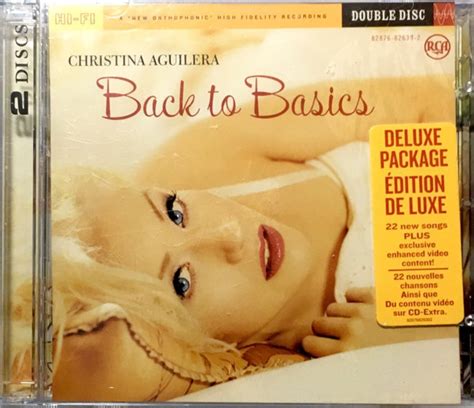 HI-FI
A "NEW ORTHOPHONIC" HIGH FIDELITY RECORDING
DOUBLE DISC
82876-82639-2
RCA
CHRISTINA AGUILERA
Back to Basics
2 DISCS
DELUXE
PACKAGE
ÉDITION
DE LUXE
22 new songs
PLUS
exclusive
enhanced video
content!
22 nouvelles
chansons
Ainsi que
Du contenu vidéo
sur CD-Extra.